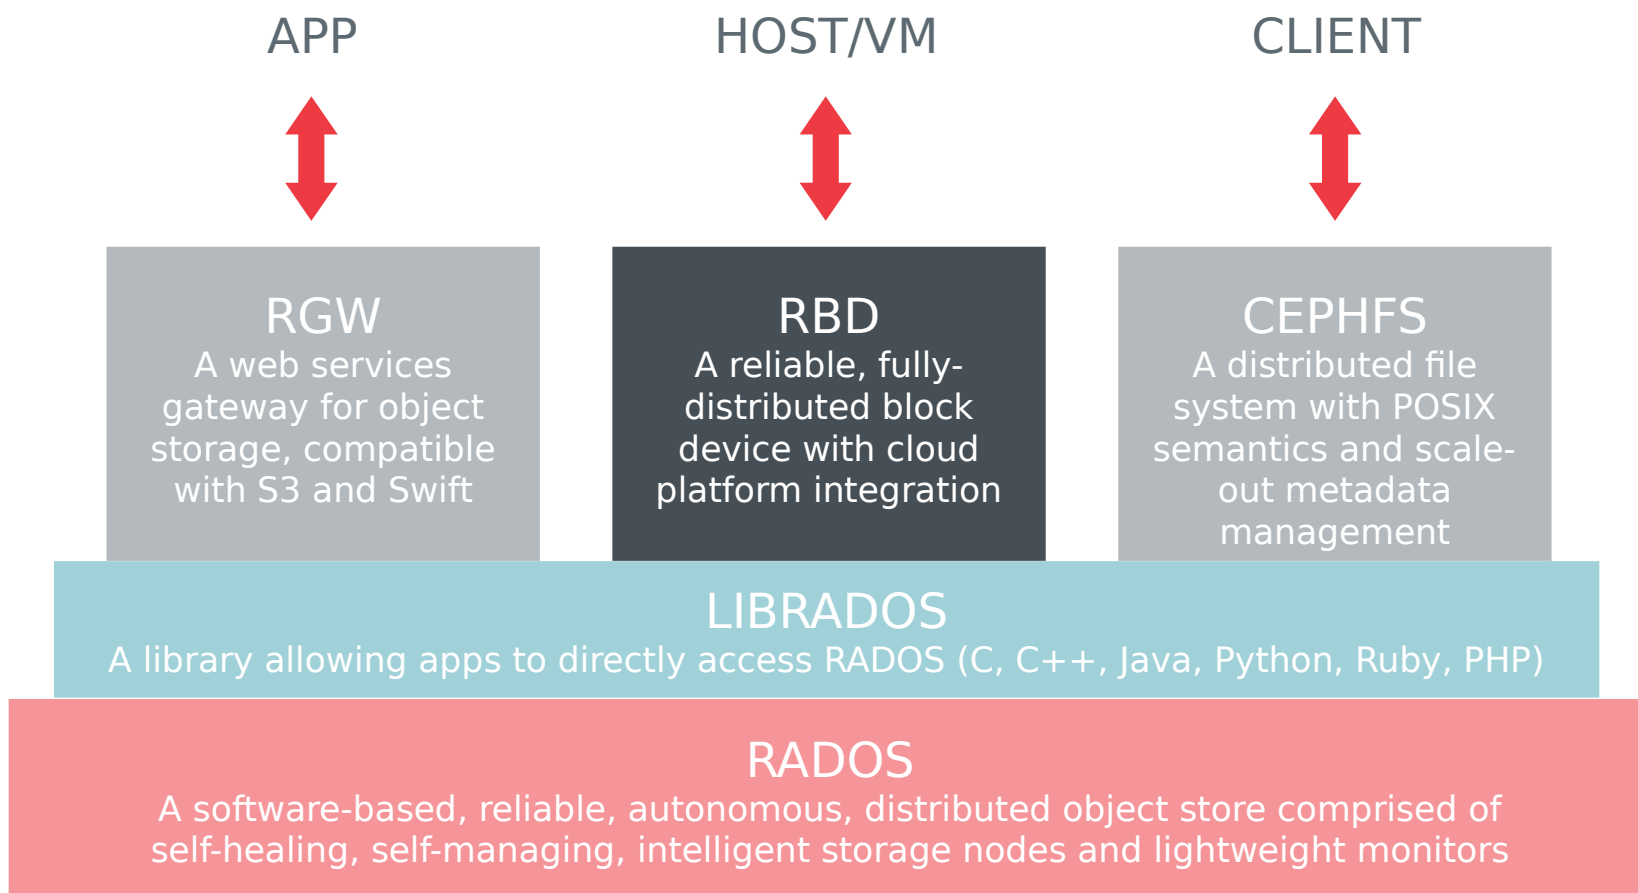 APP
HOST/VM
CLIENT
RGW
A web services
gateway for object
storage, compatible
with S3 and Swift
RBD
A reliable, fully-
distributed block
device with cloud
platform integration
CEPHFS
A distributed file
system with POSIX
semantics and scale-
out metadata
management
LIBRADOS
A library allowing apps to directly access RADOS (C, C++, Java, Python, Ruby, PHP)
RADOS
A software-based, reliable, autonomous, distributed object store comprised of
self-healing, self-managing, intelligent storage nodes and lightweight monitors